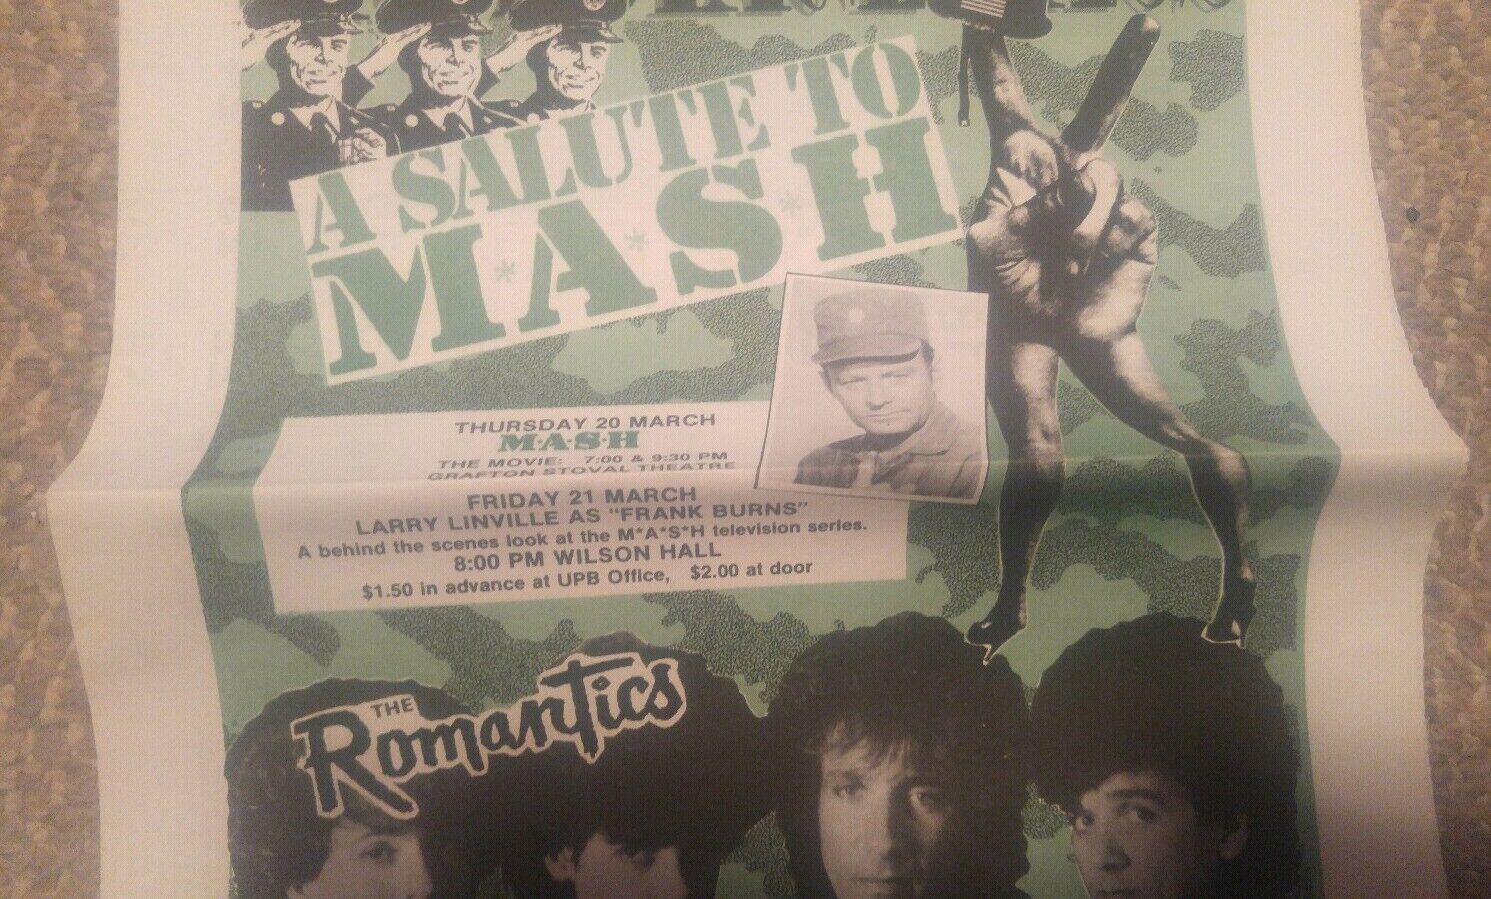 A SALUTE TO
M*A*S*H
THURSDAY 20 MARCH
M·A·S·H
THE MOVIE: 7:00 & 9:30 PM
GRAFTON STOVAL THEATRE
FRIDAY 21 MARCH
LARRY LINVILLE AS "FRANK BURNS"
A behind the scenes look at the M*A*S*H television series.
8:00 PM WILSON HALL
$1.50 in advance at UPB Office, $2.00 at door
THE
Romantics